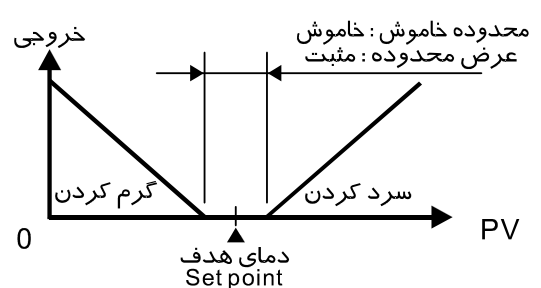 محدوده خاموش : خاموش
عرض محدوده : مثبت
خروجی
گرم کردن
سرد کردن
0
PV
دمای هدف
Set point